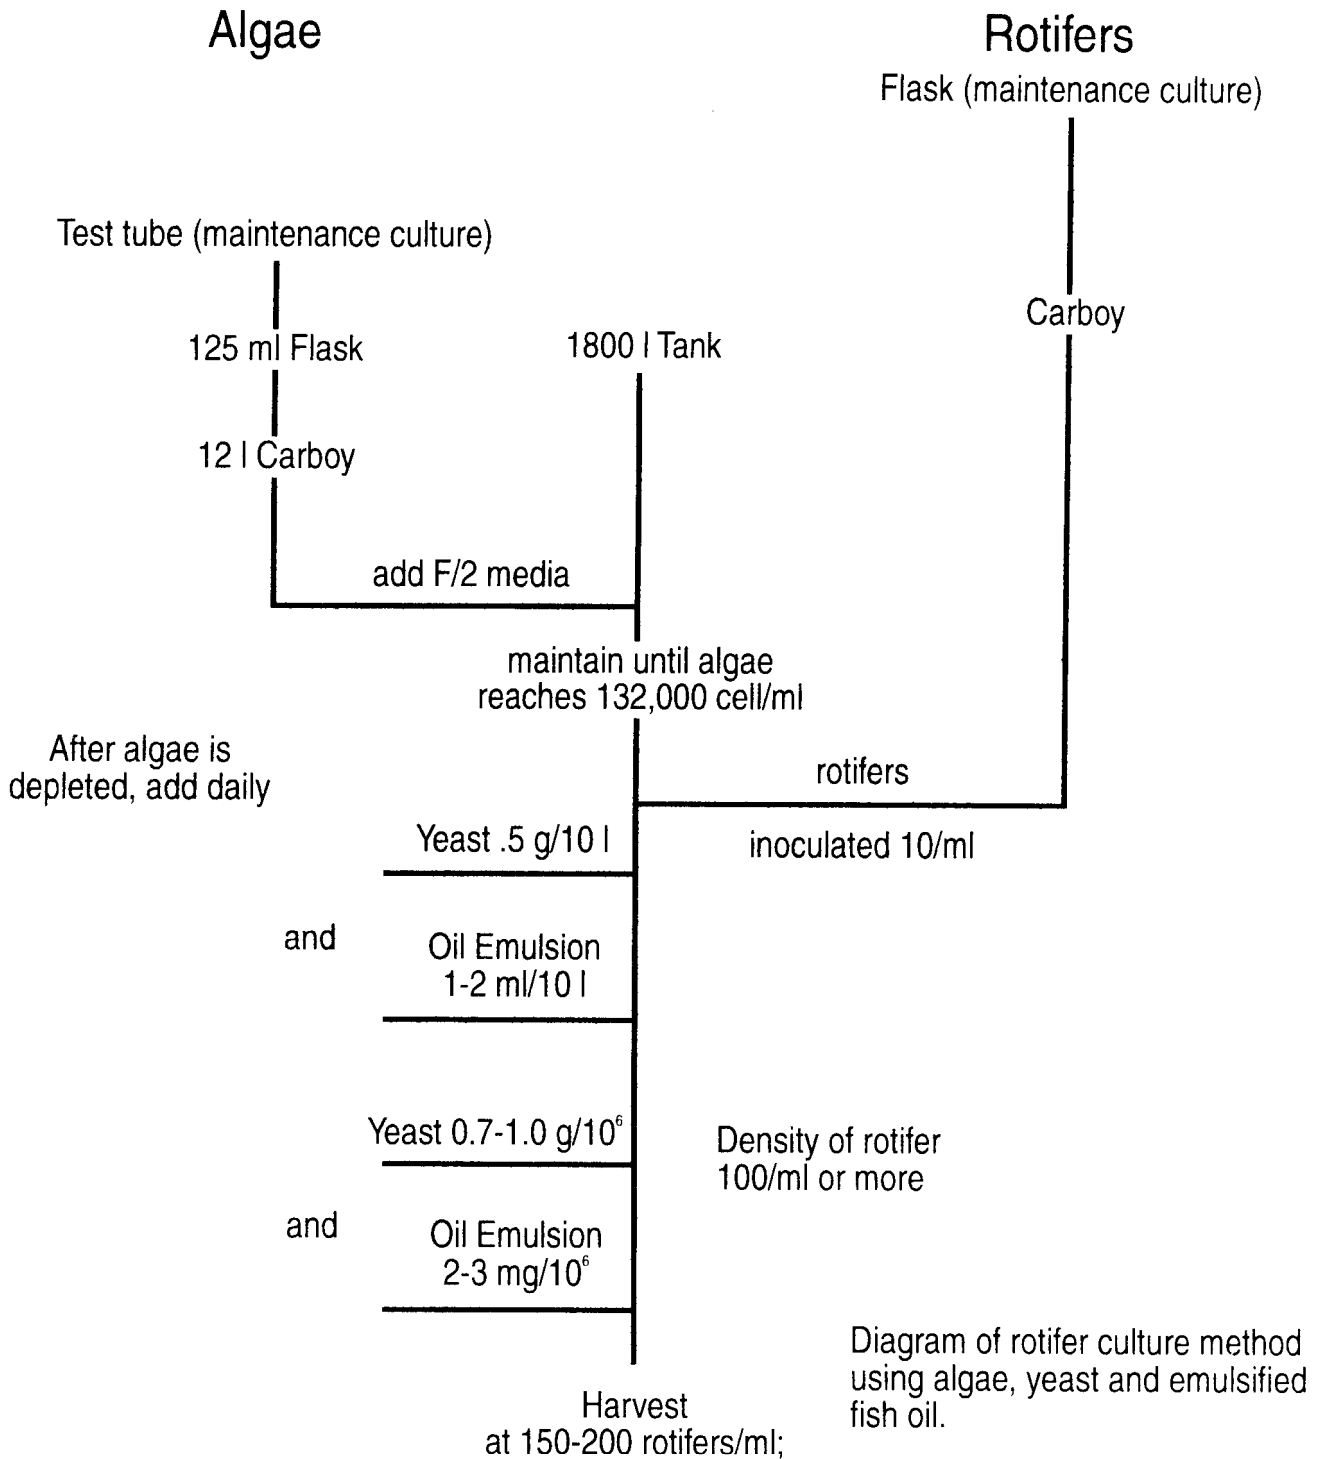 Algae
Rotifers
Flask (maintenance culture)
Test tube (maintenance culture)
125 ml Flask
1800 l Tank
Carboy
12 l Carboy
add F/2 media
maintain until algae
reaches 132,000 cell/ml
After algae is
depleted, add daily
rotifers
Yeast .5 g/10 l
inoculated 10/ml
and
Oil Emulsion
1-2 ml/10 l
Yeast 0.7-1.0 g/10⁶
Density of rotifer
100/ml or more
and
Oil Emulsion
2-3 mg/10⁶
Diagram of rotifer culture method
using algae, yeast and emulsified
fish oil.
Harvest
at 150-200 rotifers/ml;